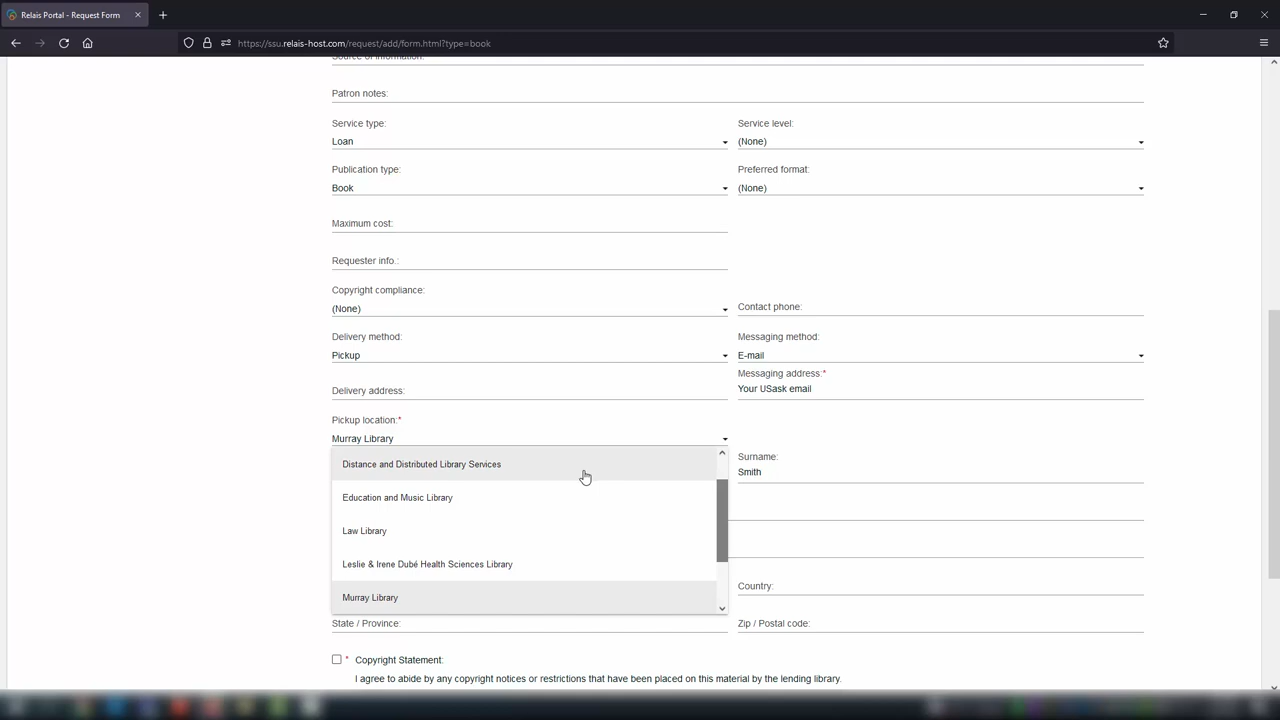 Relais Portal - Request Form
https://ssu.relais-host.com/request/add/form.html?type=book
Source of information:
Patron notes:
Service type:
Service level:
Loan
(None)
Publication type:
Preferred format:
Book
(None)
Maximum cost:
Requester info.:
Copyright compliance:
(None)
Contact phone:
Delivery method:
Messaging method:
Pickup
E-mail
Messaging address:*
Delivery address:
Your USask email
Pickup location:*
Murray Library
Distance and Distributed Library Services
Education and Music Library
Law Library
Leslie & Irene Dubé Health Sciences Library
Murray Library
Surname:
Smith
Country:
State / Province:
Zip / Postal code:
* Copyright Statement:
I agree to abide by any copyright notices or restrictions that have been placed on this material by the lending library.